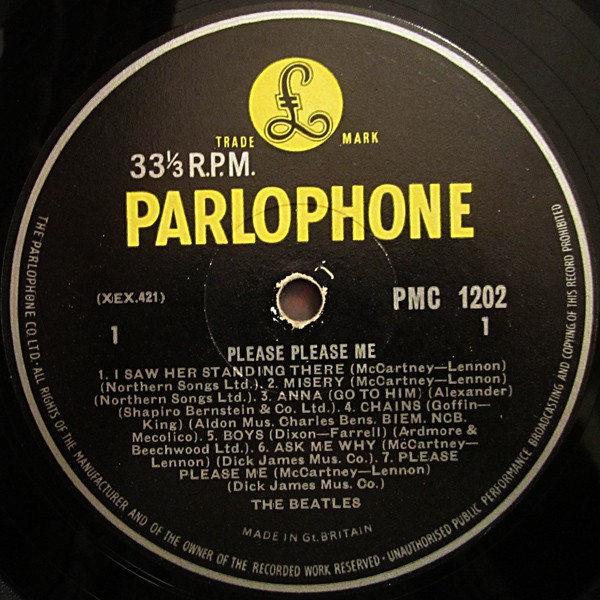 £
TRADE MARK
33⅓ R.P.M.
PARLOPHONE
(XEX.421)
PMC 1202
1
1
PLEASE PLEASE ME
1. I SAW HER STANDING THERE (McCartney—Lennon)
(Northern Songs Ltd.). 2. MISERY (McCartney—Lennon)
(Northern Songs Ltd.). 3. ANNA (GO TO HIM) (Alexander)
(Shapiro Bernstein & Co. Ltd.). 4. CHAINS (Goffin—
King) (Aldon Mus. Charles Bens. BIEM. NCB.
Mecolico). 5. BOYS (Dixon—Farrell) (Ardmore &
Beechwood Ltd.). 6. ASK ME WHY (McCartney—
Lennon) (Dick James Mus. Co.) 7. PLEASE
PLEASE ME (McCartney—Lennon)
(Dick James Mus. Co.)
THE BEATLES
MADE IN Gt. BRITAIN
THE PARLOPHONE CO. LTD. · ALL RIGHTS OF THE MANUFACTURER AND OF THE OWNER OF THE RECORDED WORK RESERVED · UNAUTHORISED PUBLIC PERFORMANCE BROADCASTING AND COPYING OF THIS RECORD PROHIBITED